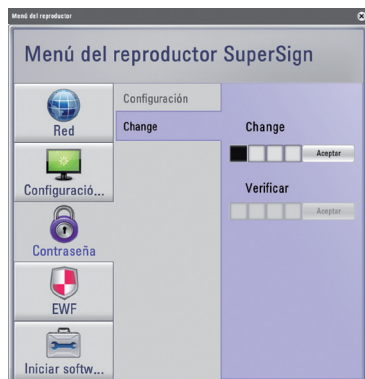 Menú del reproductor
Menú del reproductor SuperSign
Red
Configuració...
Contraseña
EWF
Iniciar softw...
Configuración
Change
Change
Aceptar
Verificar
Aceptar